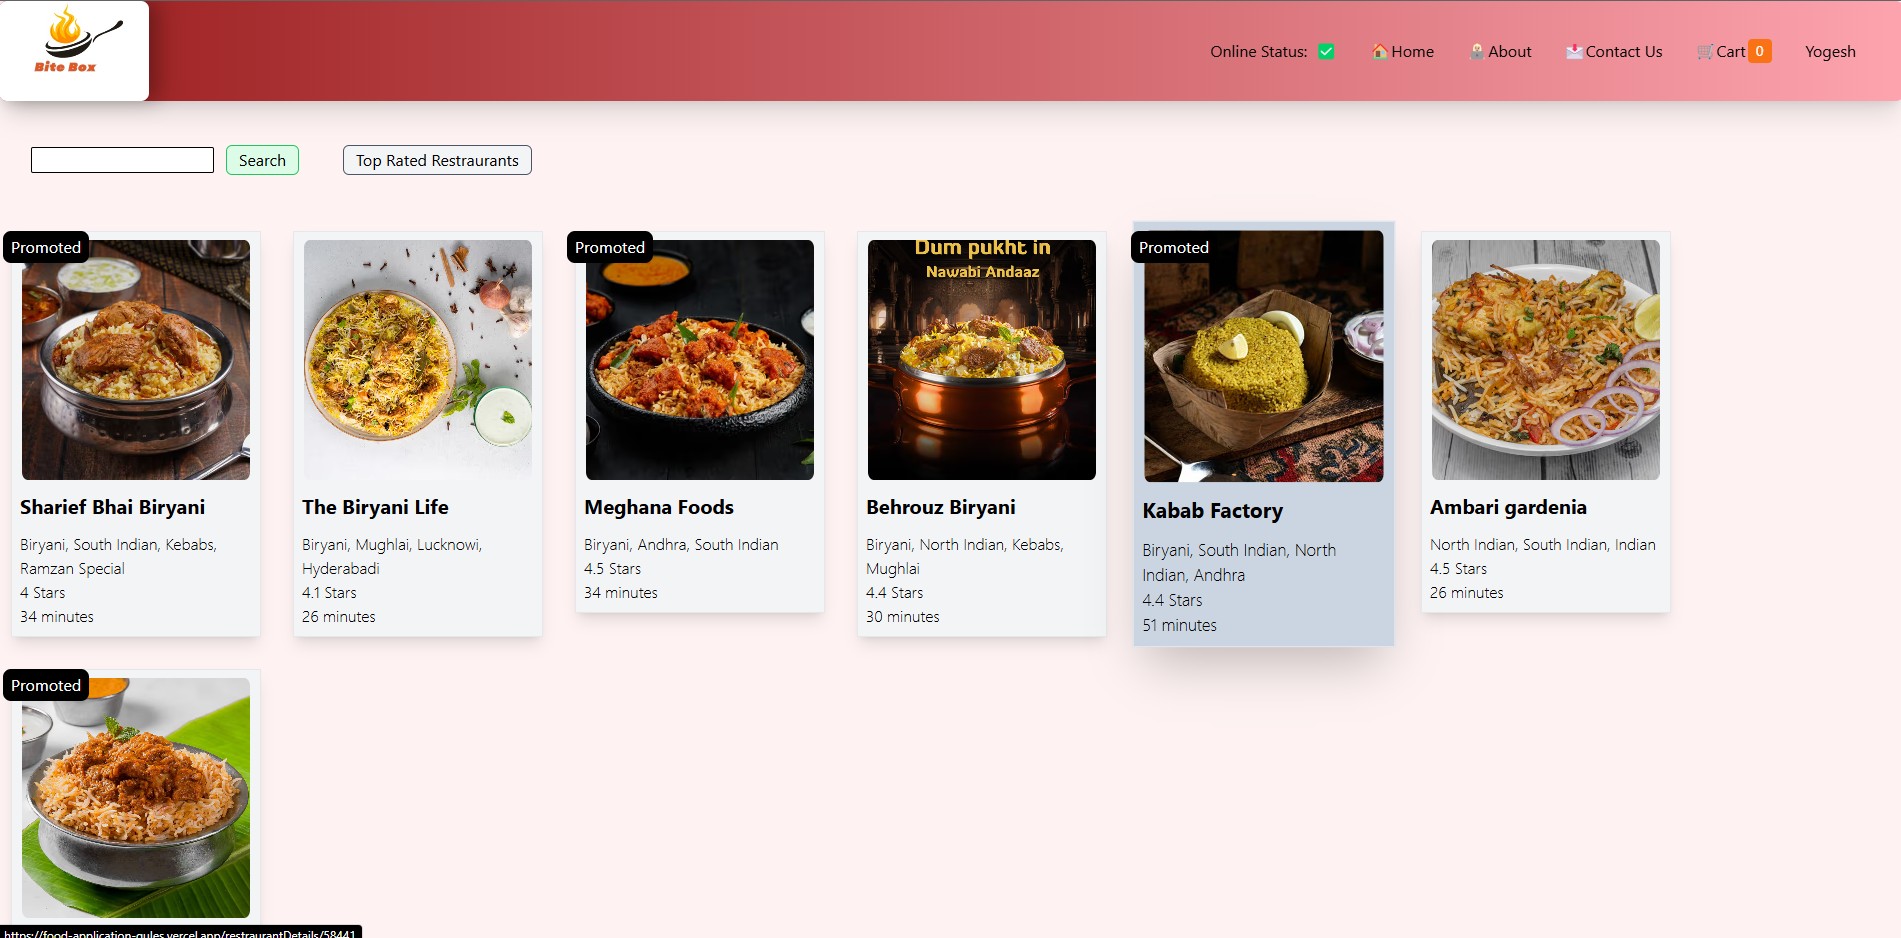 Bite Box
Online Status: ✅
Home
About
Contact Us
Cart 0
Yogesh
Search
Top Rated Restraurants
Promoted
Sharief Bhai Biryani
Biryani, South Indian, Kebabs,
Ramzan Special
4 Stars
34 minutes
The Biryani Life
Biryani, Mughlai, Lucknowi,
Hyderabadi
4.1 Stars
26 minutes
Promoted
Meghana Foods
Biryani, Andhra, South Indian
4.5 Stars
34 minutes
Dum pukht in
Nawabi Andaaz
Behrouz Biryani
Biryani, North Indian, Kebabs,
Mughlai
4.4 Stars
30 minutes
Promoted
Kabab Factory
Biryani, South Indian, North
Indian, Andhra
4.4 Stars
51 minutes
Ambari gardenia
North Indian, South Indian, Indian
4.5 Stars
26 minutes
Promoted
https://food-application-gules.vercel.app/restraurantDetails/58441